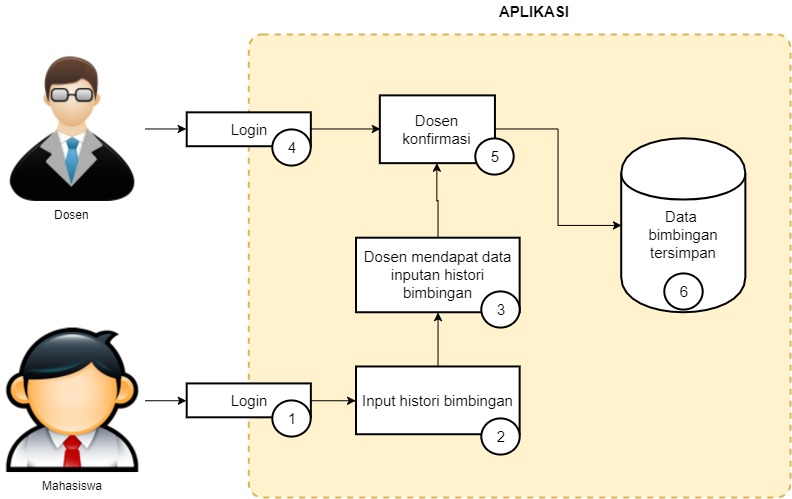 APLIKASI
Login
4
Dosen
konfirmasi
5
Dosen
Data
bimbingan
tersimpan
6
Dosen mendapat data
inputan histori
bimbingan
3
Login
1
Input histori bimbingan
2
Mahasiswa